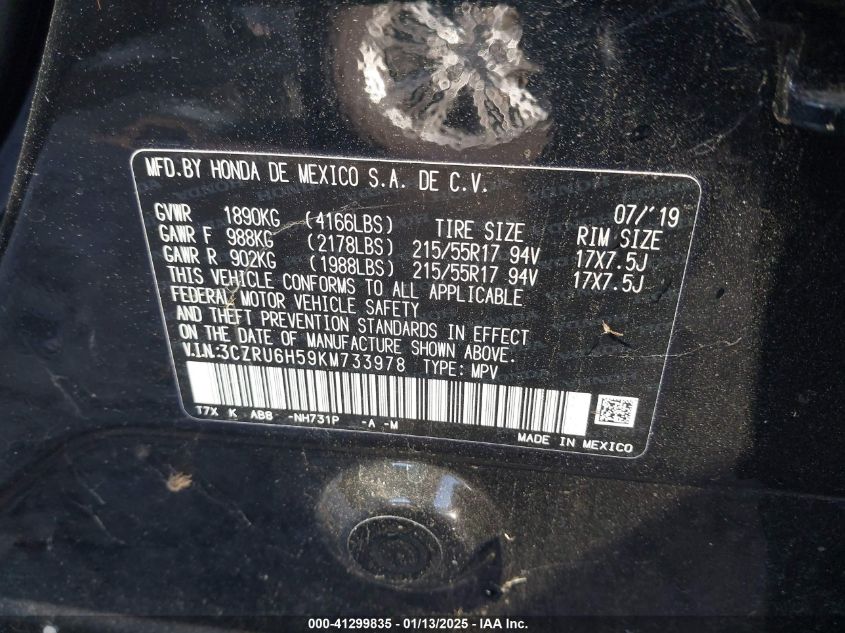 MFD.BY HONDA DE MEXICO S.A. DE C.V.
07/'19
GVWR 1890KG (4166LBS) TIRE SIZE RIM SIZE
GAWR F 988KG (2178LBS) 215/55R17 94V 17X7.5J
GAWR R 902KG (1988LBS) 215/55R17 94V 17X7.5J
THIS VEHICLE CONFORMS TO ALL APPLICABLE
FEDERAL MOTOR VEHICLE SAFETY
AND THEFT PREVENTION STANDARDS IN EFFECT
ON THE DATE OF MANUFACTURE SHOWN ABOVE.
V.I.N:3CZRU6H59KM733978 TYPE: MPV
T7X K ABB -NH731P -A -M
MADE IN MEXICO
000-41299835 - 01/13/2025 - IAA Inc.